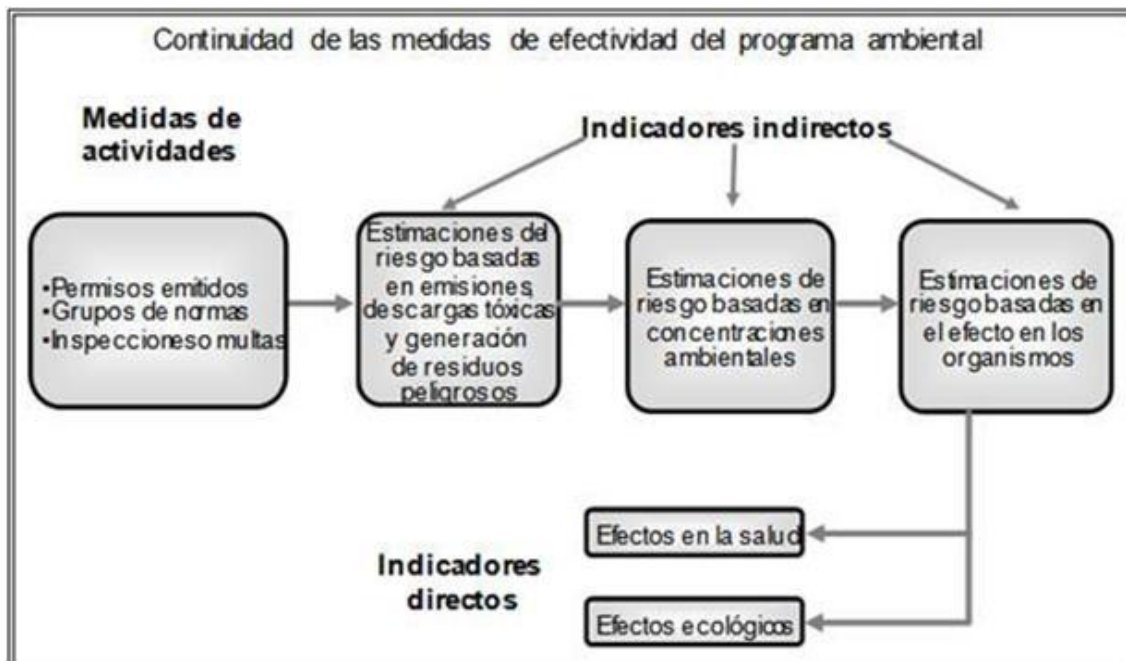 Continuidad de las medidas de efectividad del programa ambiental
Medidas de
actividades
Indicadores indirectos
•Permisos emitidos
•Grupos de normas
•Inspeccioneso multas
Estimaciones del
riesgo basadas
en emisiones,
descargas tóxicas
y generación
de residuos
peligrosos
Estimaciones de
riesgo basadas en
concentraciones
ambientales
Estimaciones de
riesgo basadas en
el efecto en los
organismos
Efectos en la salud
Indicadores
directos
Efectos ecológicos